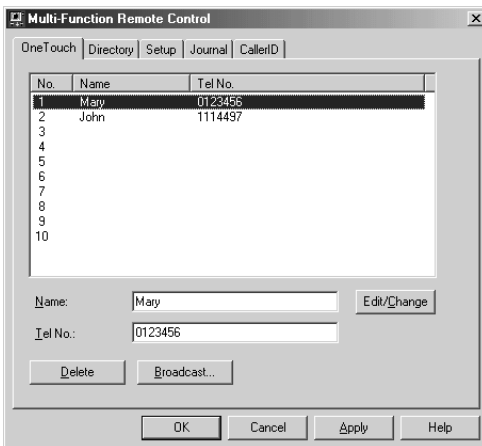 Multi-Function Remote Control
OneTouch Directory Setup Journal CallerID
No. Name Tel No.
1 Mary 0123456
2 John 1114497
3
4
5
6
7
8
9
10
Name: Mary Edit/Change
Tel No.: 0123456
Delete Broadcast...
OK Cancel Apply Help